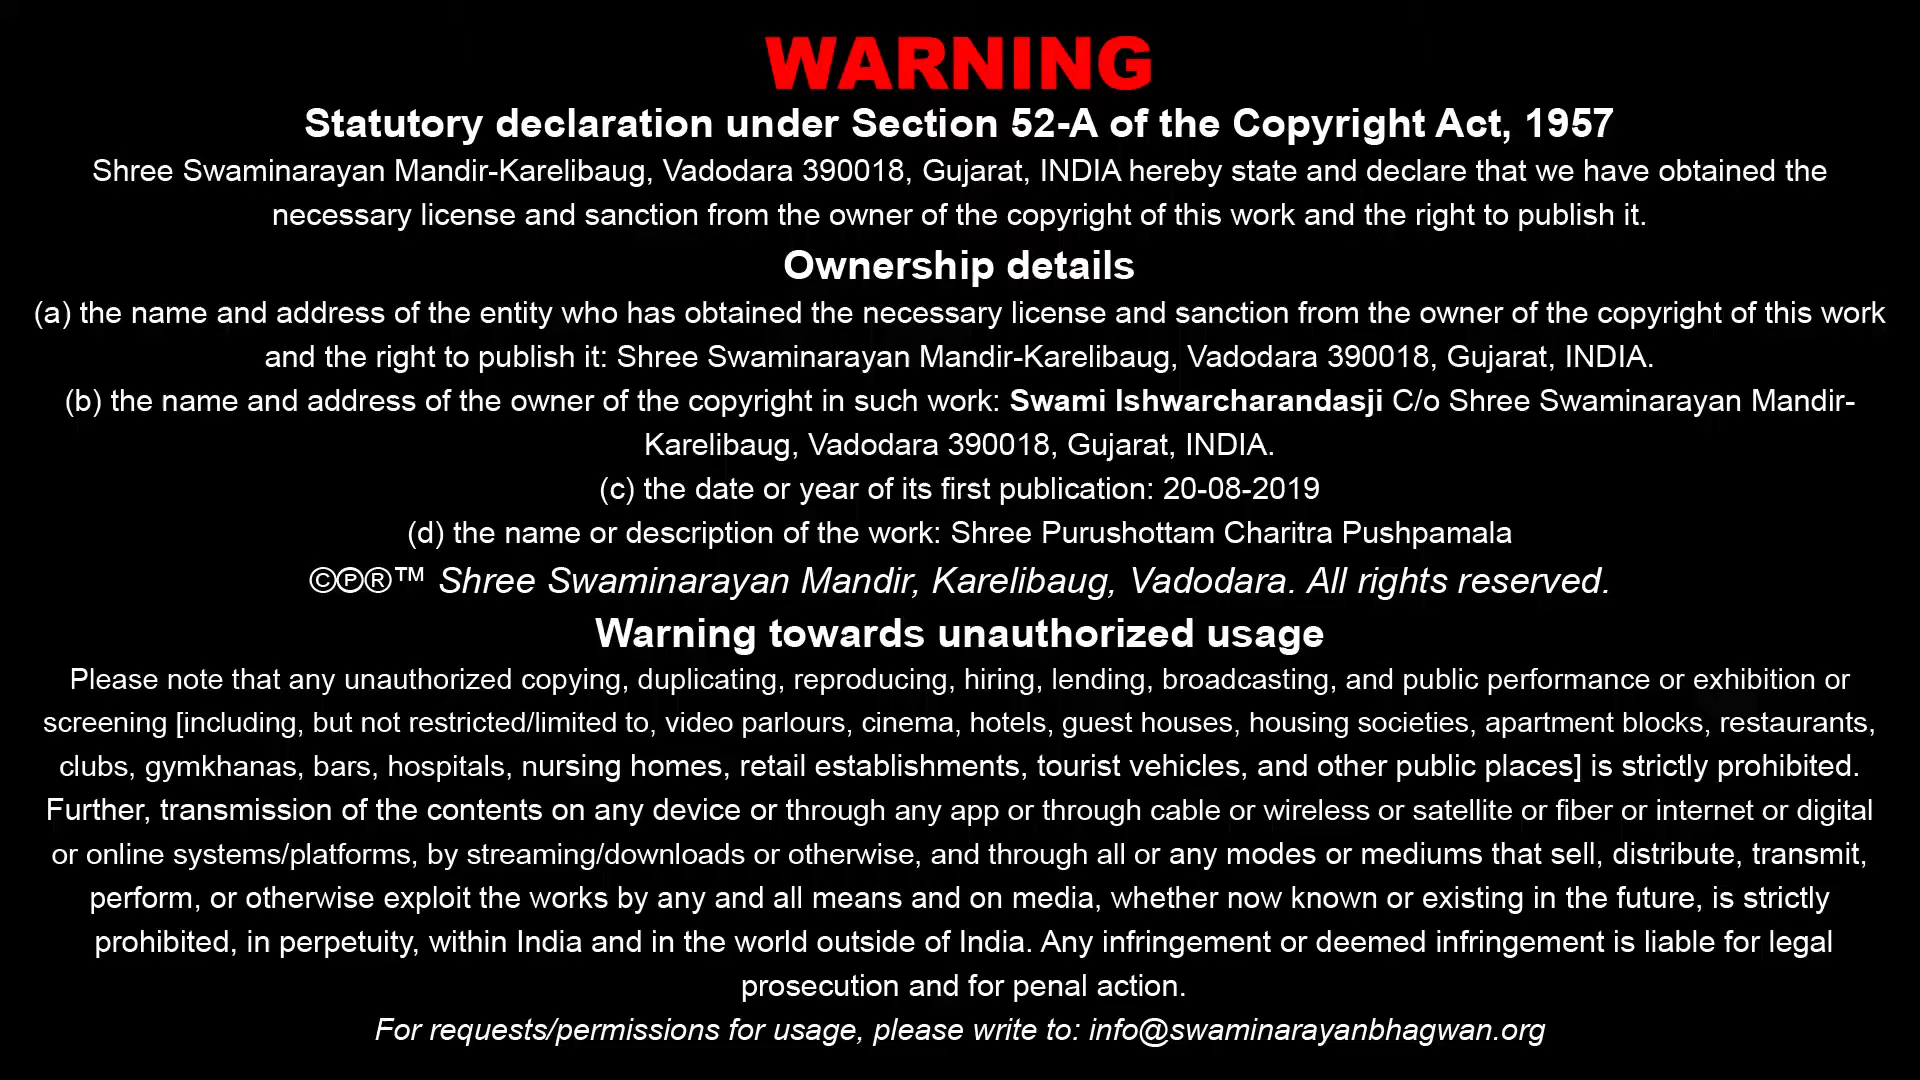 WARNING
Statutory declaration under Section 52-A of the Copyright Act, 1957
Shree Swaminarayan Mandir-Karelibaug, Vadodara 390018, Gujarat, INDIA hereby state and declare that we have obtained the
necessary license and sanction from the owner of the copyright of this work and the right to publish it.
Ownership details
(a) the name and address of the entity who has obtained the necessary license and sanction from the owner of the copyright of this work
and the right to publish it: Shree Swaminarayan Mandir-Karelibaug, Vadodara 390018, Gujarat, INDIA.
(b) the name and address of the owner of the copyright in such work: Swami Ishwarcharandasji C/o Shree Swaminarayan Mandir-
Karelibaug, Vadodara 390018, Gujarat, INDIA.
(c) the date or year of its first publication: 20-08-2019
(d) the name or description of the work: Shree Purushottam Charitra Pushpamala
©℗®™ Shree Swaminarayan Mandir, Karelibaug, Vadodara. All rights reserved.
Warning towards unauthorized usage
Please note that any unauthorized copying, duplicating, reproducing, hiring, lending, broadcasting, and public performance or exhibition or
screening [including, but not restricted/limited to, video parlours, cinema, hotels, guest houses, housing societies, apartment blocks, restaurants,
clubs, gymkhanas, bars, hospitals, nursing homes, retail establishments, tourist vehicles, and other public places] is strictly prohibited.
Further, transmission of the contents on any device or through any app or through cable or wireless or satellite or fiber or internet or digital
or online systems/platforms, by streaming/downloads or otherwise, and through all or any modes or mediums that sell, distribute, transmit,
perform, or otherwise exploit the works by any and all means and on media, whether now known or existing in the future, is strictly
prohibited, in perpetuity, within India and in the world outside of India. Any infringement or deemed infringement is liable for legal
prosecution and for penal action.
For requests/permissions for usage, please write to: info@swaminarayanbhagwan.org